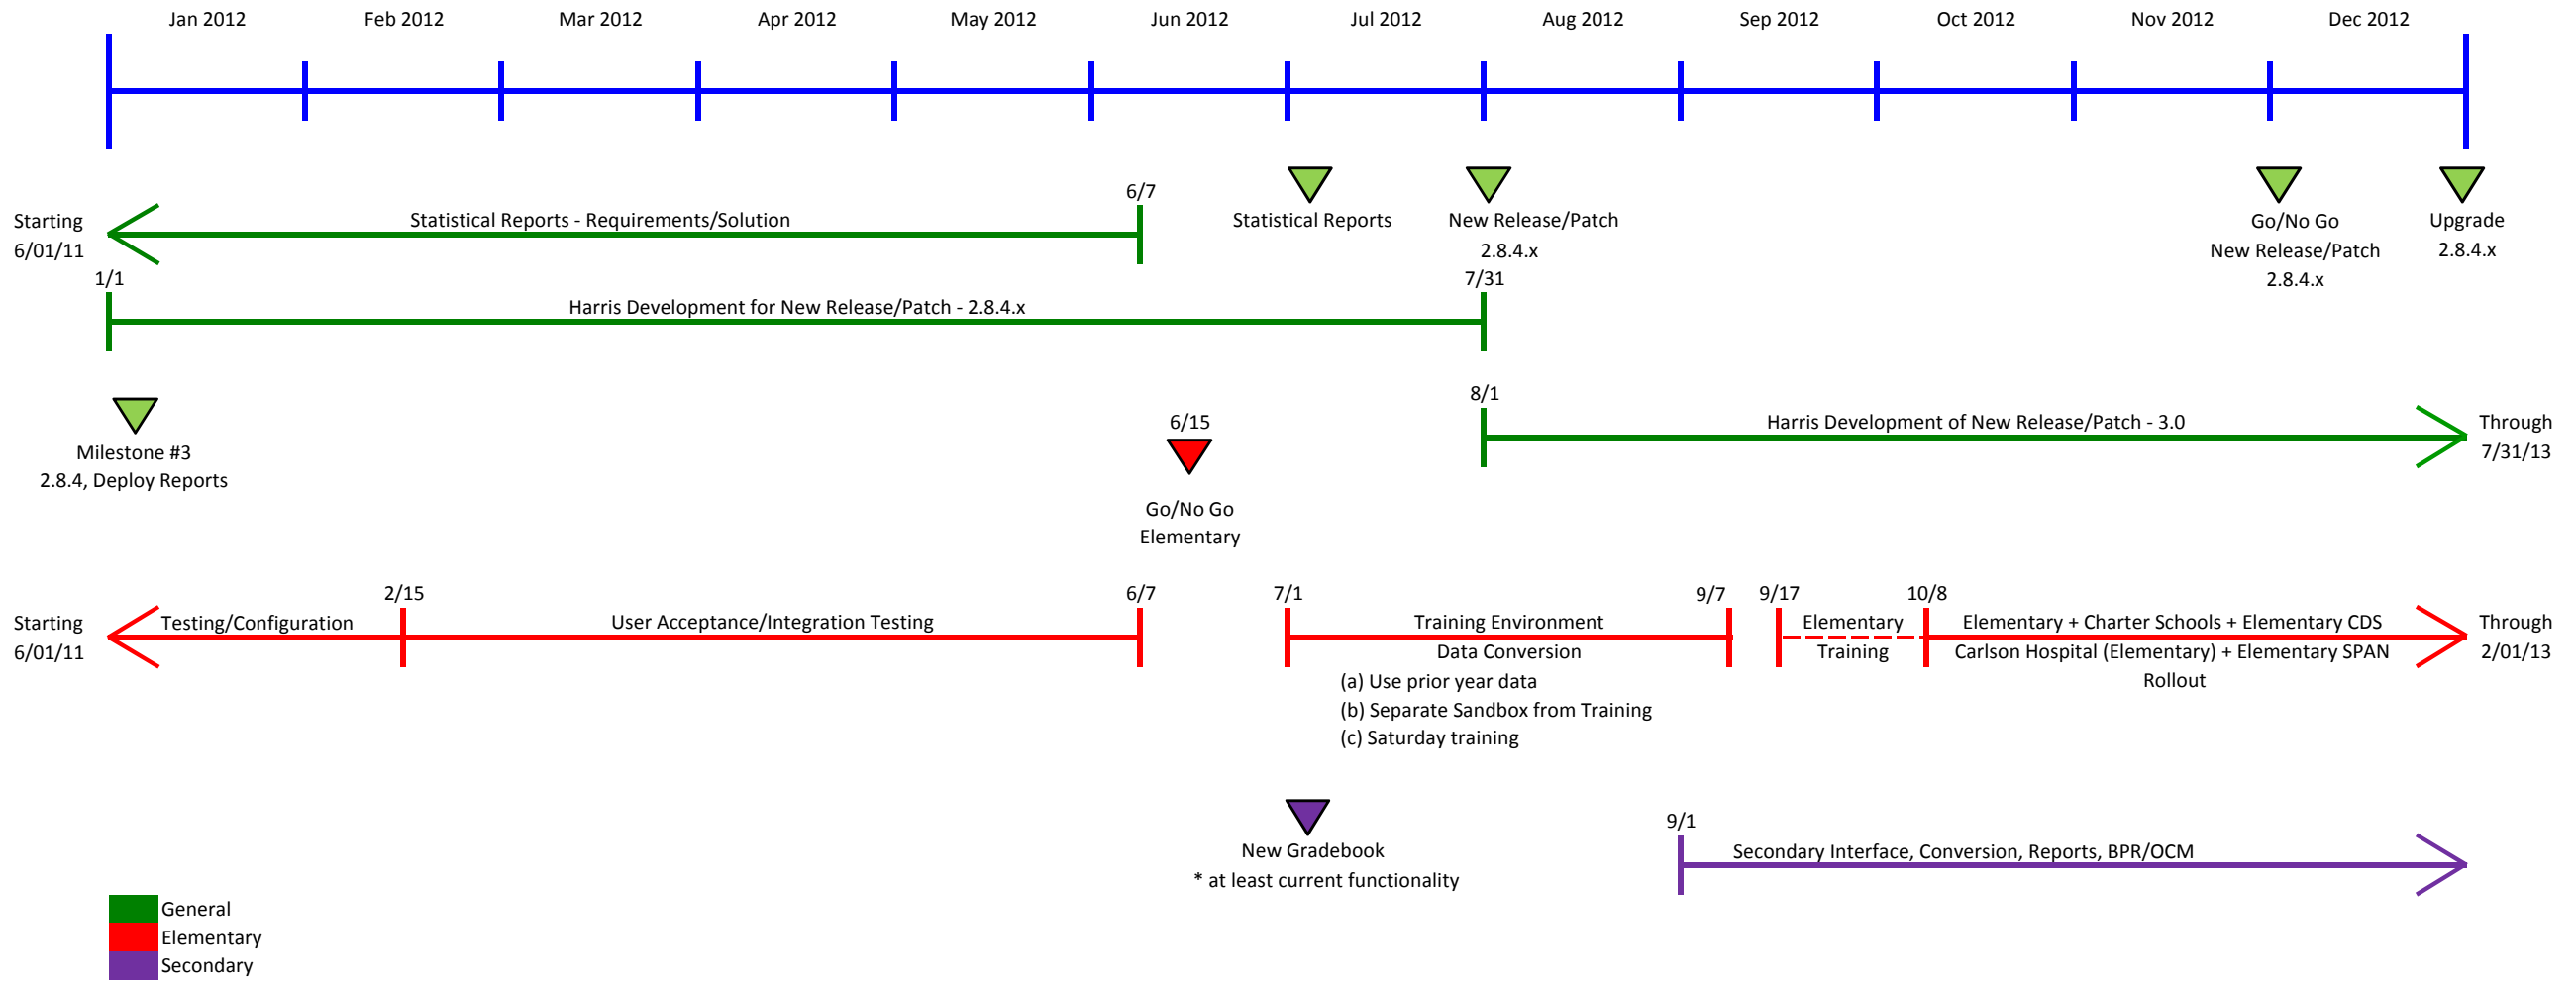 Jan 2012
Feb 2012
Mar 2012
Apr 2012
May 2012
Jun 2012
Jul 2012
Aug 2012
Sep 2012
Oct 2012
Nov 2012
Dec 2012
Starting
6/01/11
Statistical Reports - Requirements/Solution
6/7
Statistical Reports
New Release/Patch
2.8.4.x
Go/No Go
New Release/Patch
2.8.4.x
Upgrade
2.8.4.x
1/1
Harris Development for New Release/Patch - 2.8.4.x
7/31
Milestone #3
2.8.4, Deploy Reports
6/15
Go/No Go
Elementary
8/1
Harris Development of New Release/Patch - 3.0
Through
7/31/13
Starting
6/01/11
Testing/Configuration
2/15
User Acceptance/Integration Testing
6/7
7/1
Training Environment
Data Conversion
(a) Use prior year data
(b) Separate Sandbox from Training
(c) Saturday training
9/7
9/17
Elementary
Training
10/8
Elementary + Charter Schools + Elementary CDS
Carlson Hospital (Elementary) + Elementary SPAN
Rollout
Through
2/01/13
New Gradebook
* at least current functionality
9/1
Secondary Interface, Conversion, Reports, BPR/OCM
General
Elementary
Secondary